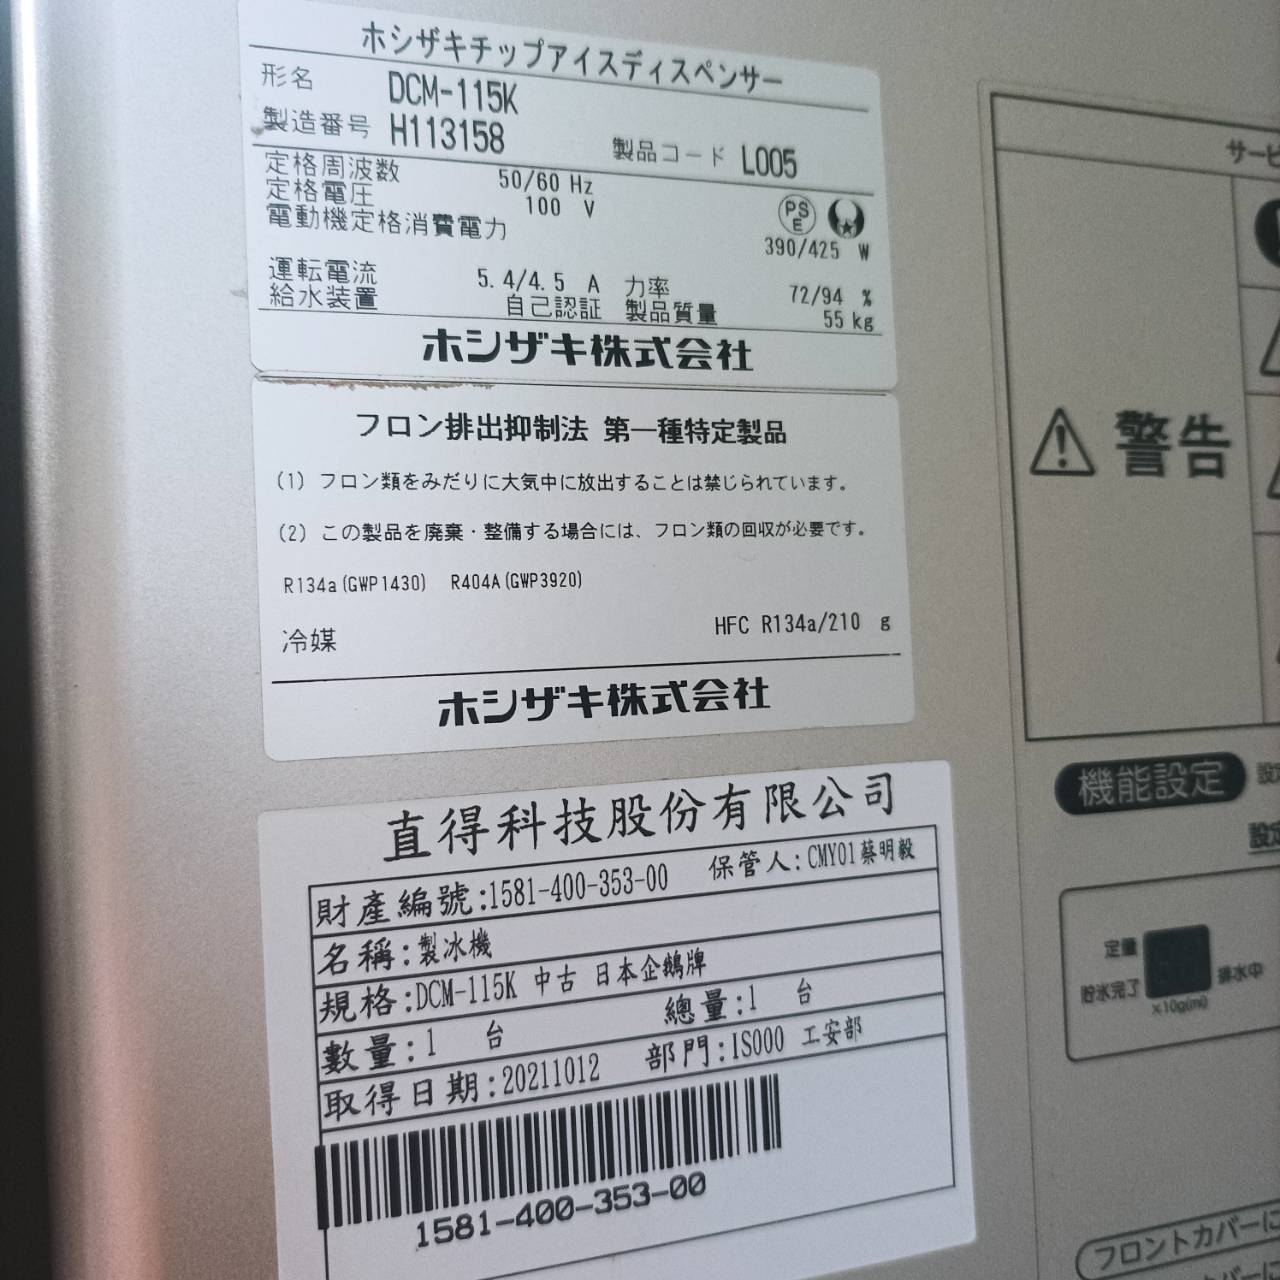 ホシザキチップアイスディスペンサー
形名 DCM-115K
製造番号 H113158 製品コード L005
定格周波数 50/60 Hz
定格電圧 100 V
PS E
電動機定格消費電力 390/425 W
運転電流 5.4/4.5 A 力率 72/94 %
給水装置 自己認証 製品質量 55 kg
ホシザキ株式会社
フロン排出抑制法 第一種特定製品
(1) フロン類をみだりに大気中に放出することは禁じられています。
(2) この製品を廃棄・整備する場合には、フロン類の回収が必要です。
R134a(GWP1430) R404A(GWP3920)
冷媒 HFC R134a/210 g
ホシザキ株式会社
直得科技股份有限公司
財產編號:1581-400-353-00 保管人:CMY01蔡明毅
名稱:製冰機
規格:DCM-115K 中古 日本企鵝牌
數量:1 台 總量:1 台
取得日期:20211012 部門:IS000 工安部
1581-400-353-00
サービ
警告
機能設定
定量
貯氷完了
排水中
×10g(ml)
フロントカバーに